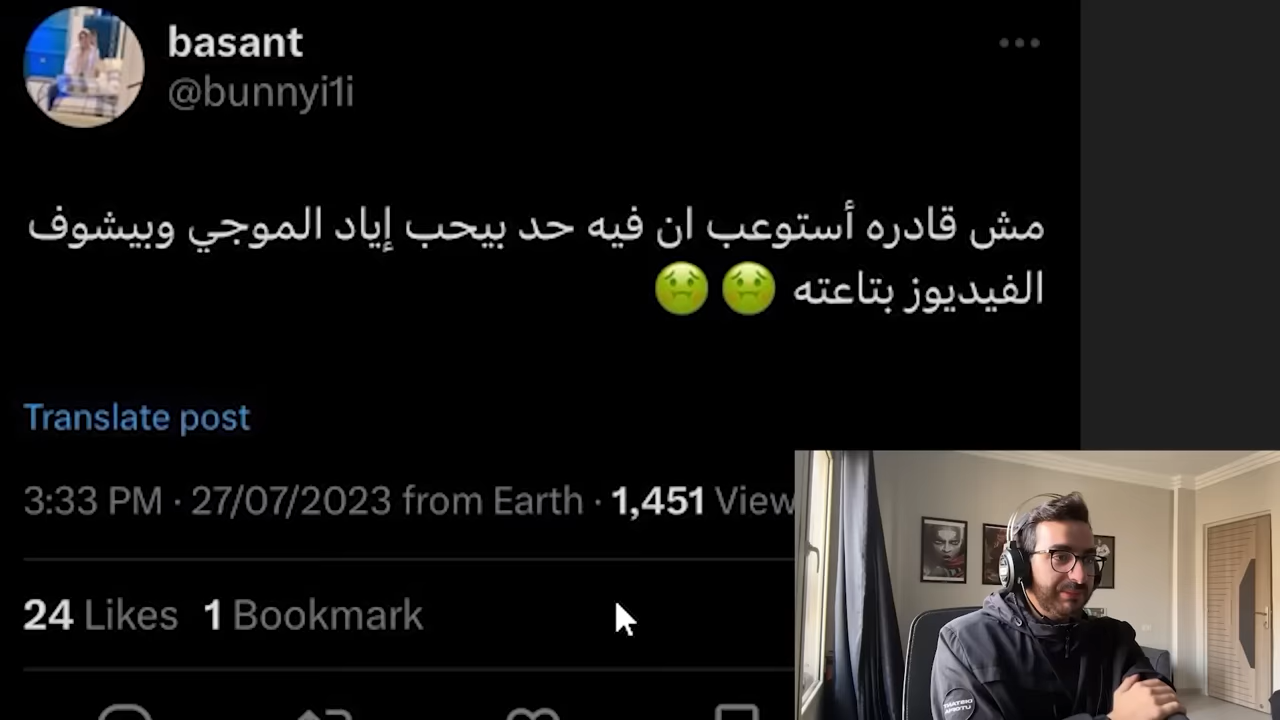 basant
@bunnyi1i
مش قادره أستوعب ان فيه حد بيحب إياد الموجي وبيشوف
الفيديوز بتاعته 🤢 🤢
Translate post
3:33 PM · 27/07/2023 from Earth · 1,451 View
24 Likes 1 Bookmark